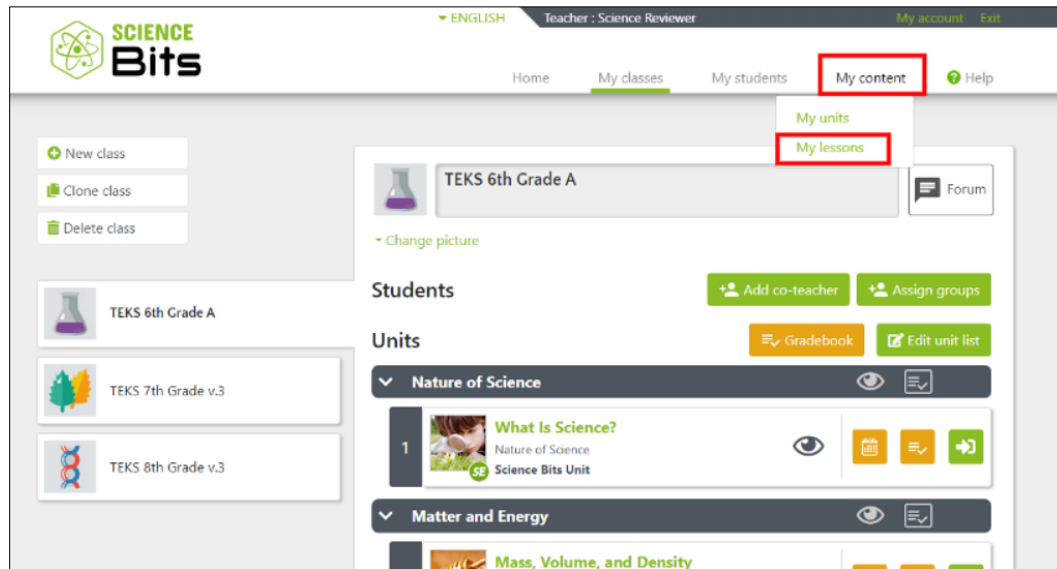 SCIENCE
Bits
ENGLISH
Teacher : Science Reviewer
My account Exit
Home My classes My students My content Help
My units
My lessons
New class
Clone class
Delete class
TEKS 6th Grade A
Forum
Change picture
Students
Add co-teacher
Assign groups
TEKS 6th Grade A
Units
Gradebook
Edit unit list
TEKS 7th Grade v.3
Nature of Science
1
What Is Science?
Nature of Science
SE
Science Bits Unit
TEKS 8th Grade v.3
Matter and Energy
Mass, Volume, and Density